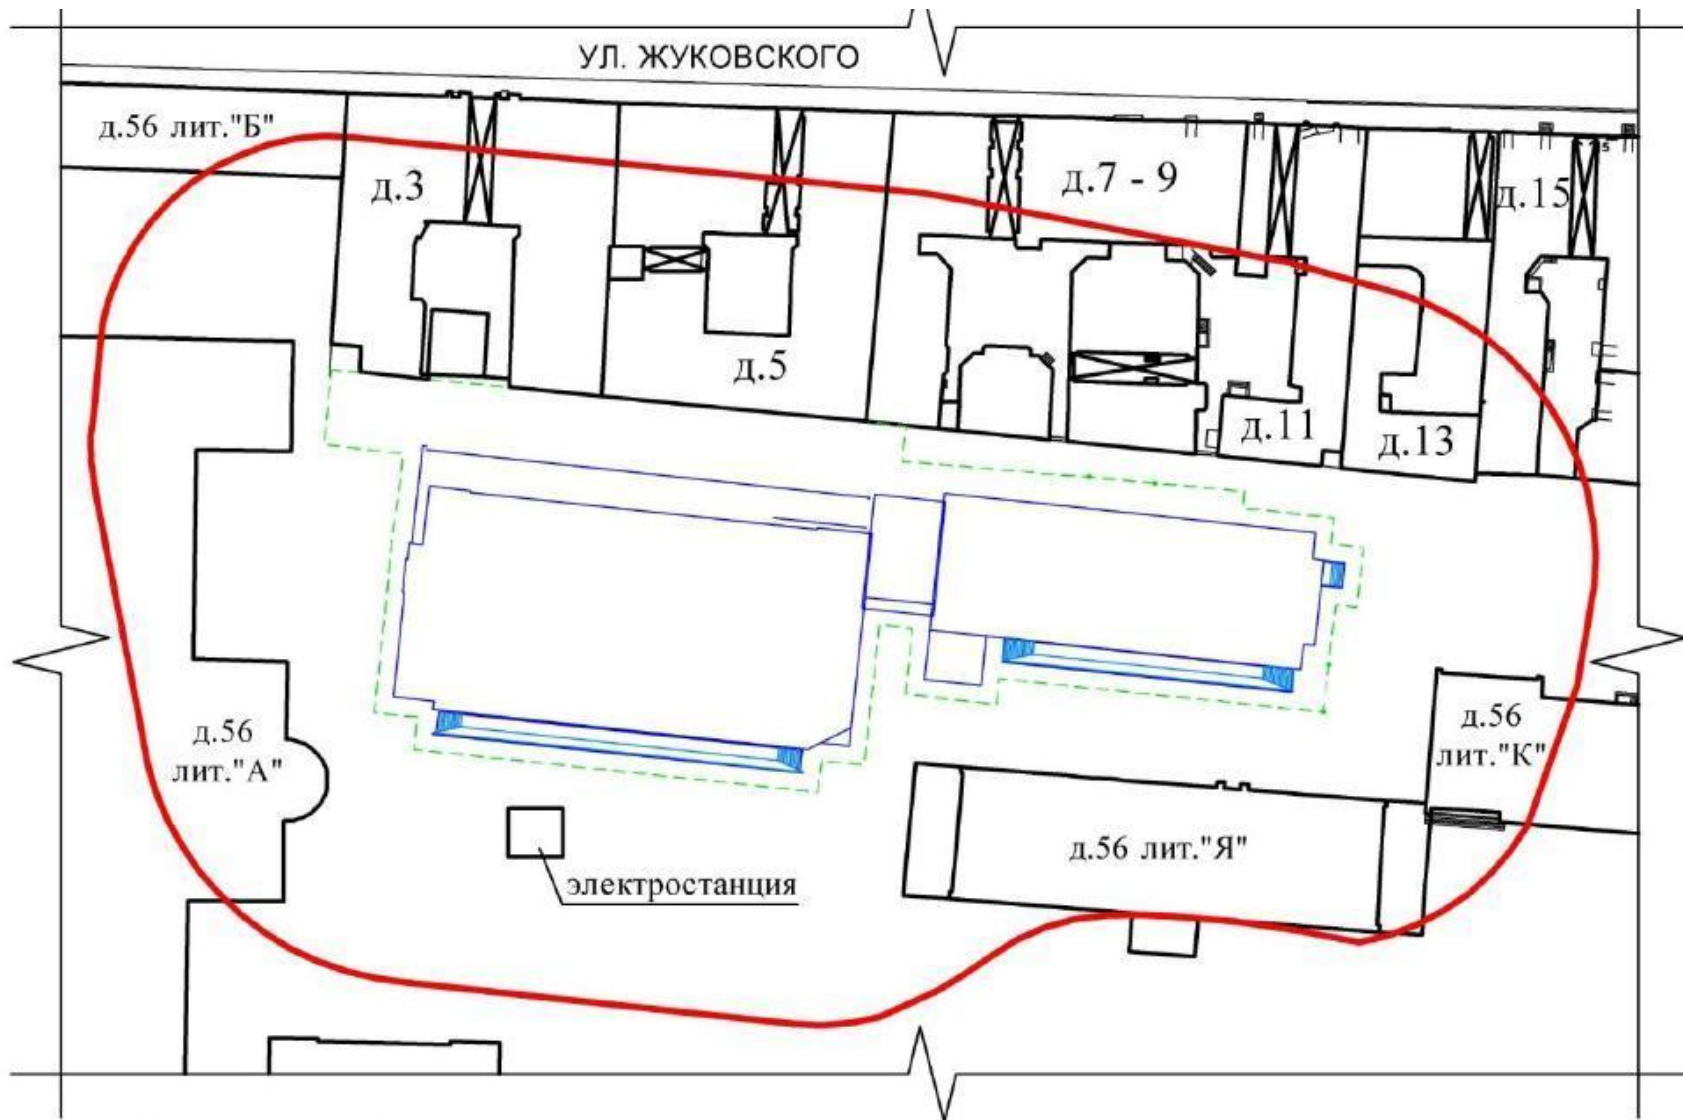 УЛ. ЖУКОВСКОГО
д.56 лит."Б"
д.3
д.7 - 9
д.15
д.5
д.11
д.13
д.56
лит."А"
д.56
лит."К"
д.56 лит."Я"
электростанция